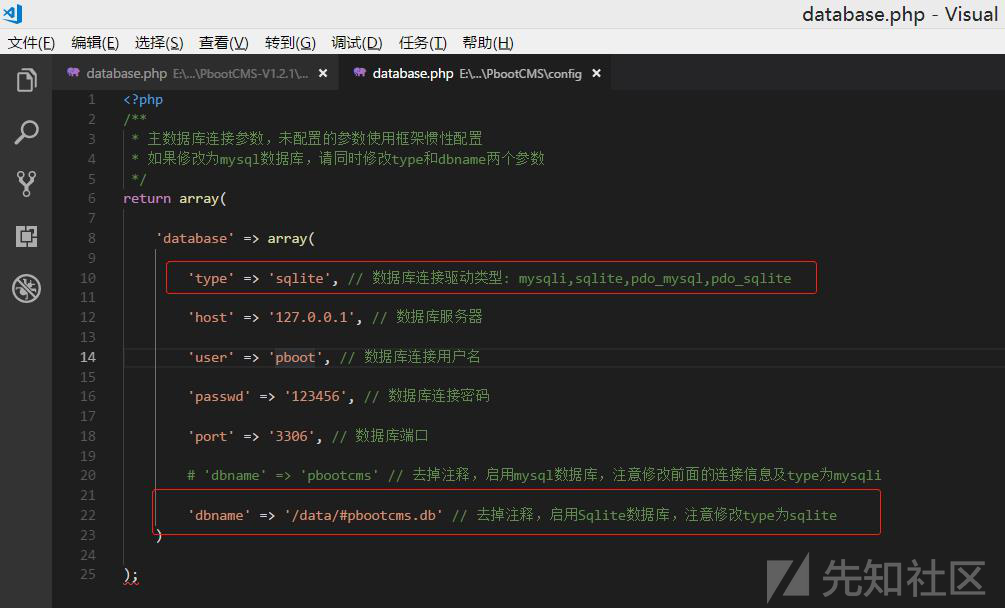 database.php - Visual
文件(F) 编辑(E) 选择(S) 查看(V) 转到(G) 调试(D) 任务(T) 帮助(H)
database.php E:\...\PbootCMS-V1.2.1\... × database.php E:\...\PbootCMS\config ×
1 <?php
2 /**
3 * 主数据库连接参数，未配置的参数使用框架惯性配置
4 * 如果修改为mysql数据库，请同时修改type和dbname两个参数
5 */
6 return array(
7
8 'database' => array(
9
10 'type' => 'sqlite', // 数据库连接驱动类型: mysqli,sqlite,pdo_mysql,pdo_sqlite
11
12 'host' => '127.0.0.1', // 数据库服务器
13
14 'user' => 'pboot', // 数据库连接用户名
15
16 'passwd' => '123456', // 数据库连接密码
17
18 'port' => '3306', // 数据库端口
19
20 # 'dbname' => 'pbootcms' // 去掉注释，启用mysql数据库，注意修改前面的连接信息及type为mysqli
21
22 'dbname' => '/data/#pbootcms.db' // 去掉注释，启用Sqlite数据库，注意修改type为sqlite
23 )
24
25 );
先知社区